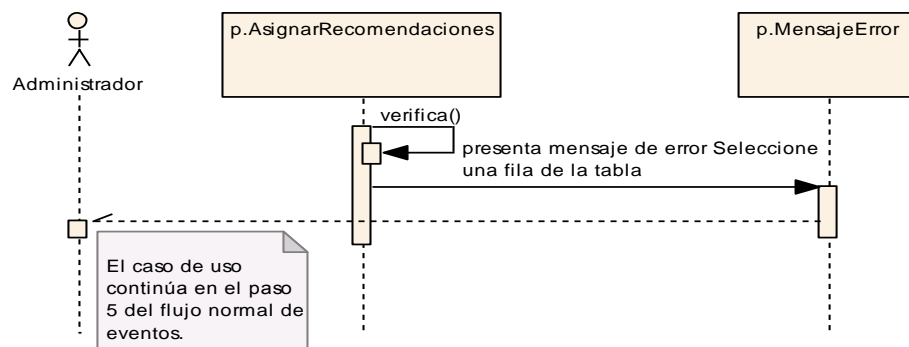 p.AsignarRecomendaciones
p.MensajeError
Administrador
verifica()
presenta mensaje de error Seleccione
una fila de la tabla
El caso de uso
continúa en el paso
5 del flujo normal de
eventos.